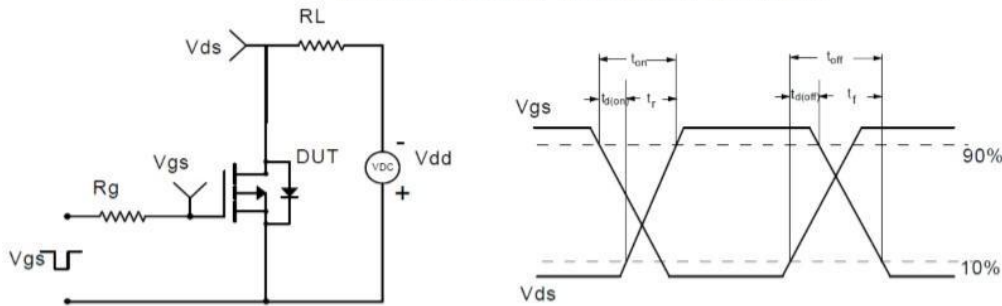 RL
Vds
ton
toff
td(on)
tr
td(off)
tf
Vgs
90%
Vgs
DUT
-
VDC
Vdd
+
Rg
Vgs
10%
Vds